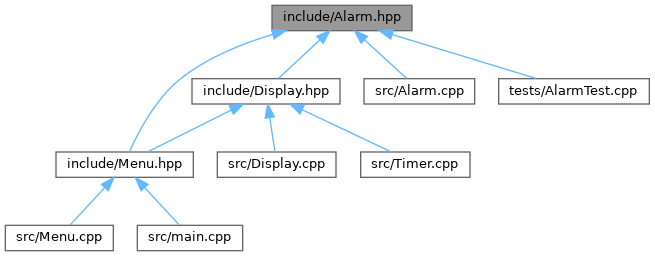 include/Alarm.hpp
include/Display.hpp
src/Alarm.cpp
tests/AlarmTest.cpp
include/Menu.hpp
src/Display.cpp
src/Timer.cpp
src/Menu.cpp
src/main.cpp